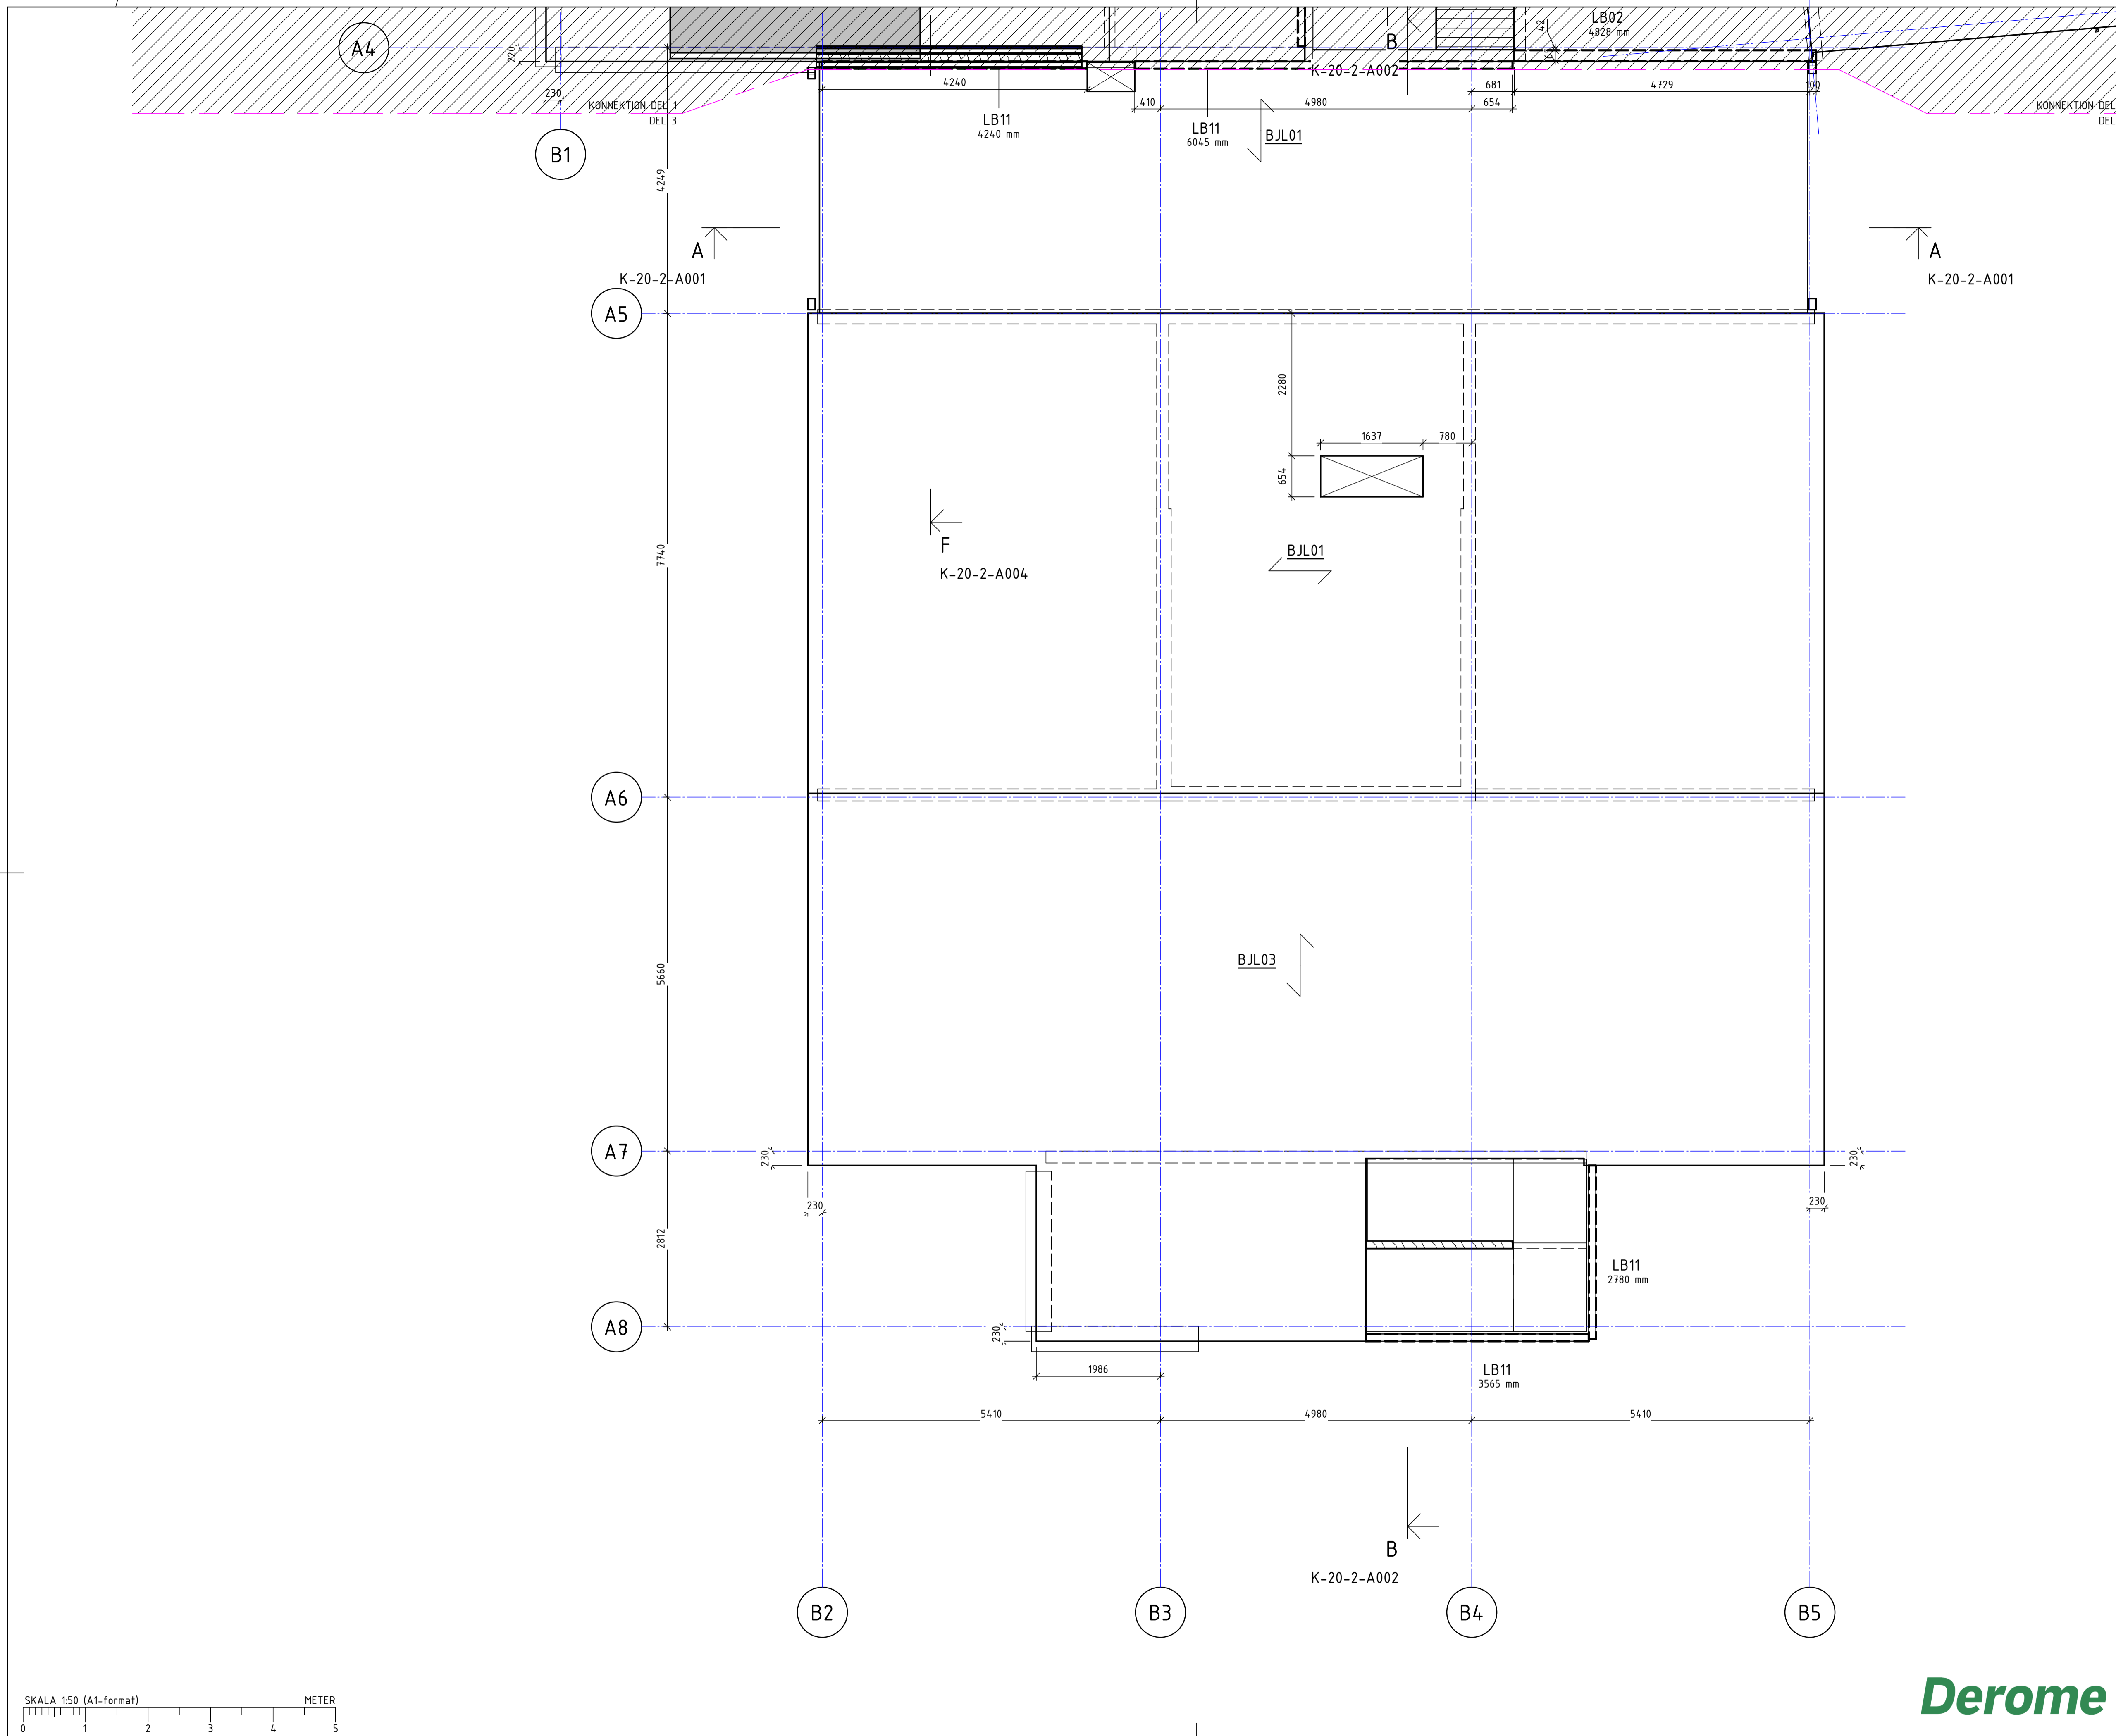 A4
220
230
KONNEKTION DEL 1
DEL 3
B1
4240
LB11
4240 mm
410
4980
LB11
6045 mm
BJL01
B
K-20-2-A002
681
654
4729
42
LB02
4828 mm
KONNEKTION DEL
DEL
4249
A
K-20-2-A001
A
K-20-2-A001
A5
2280
1637
780
654
F
K-20-2-A004
BJL01
7740
A6
5660
BJL03
A7
230
230
230
230
2812
LB11
2780 mm
A8
230
1986
LB11
3565 mm
5410
4980
5410
B
K-20-2-A002
B2
B3
B4
B5
SKALA 1:50 (A1-format)
METER
0 1 2 3 4 5
Derome